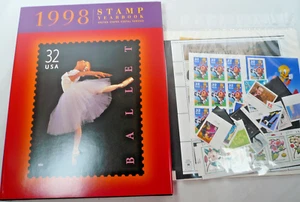 1998
STAMP
YEARBOOK
UNITED STATES POSTAL SERVICE
32
USA
BALLET